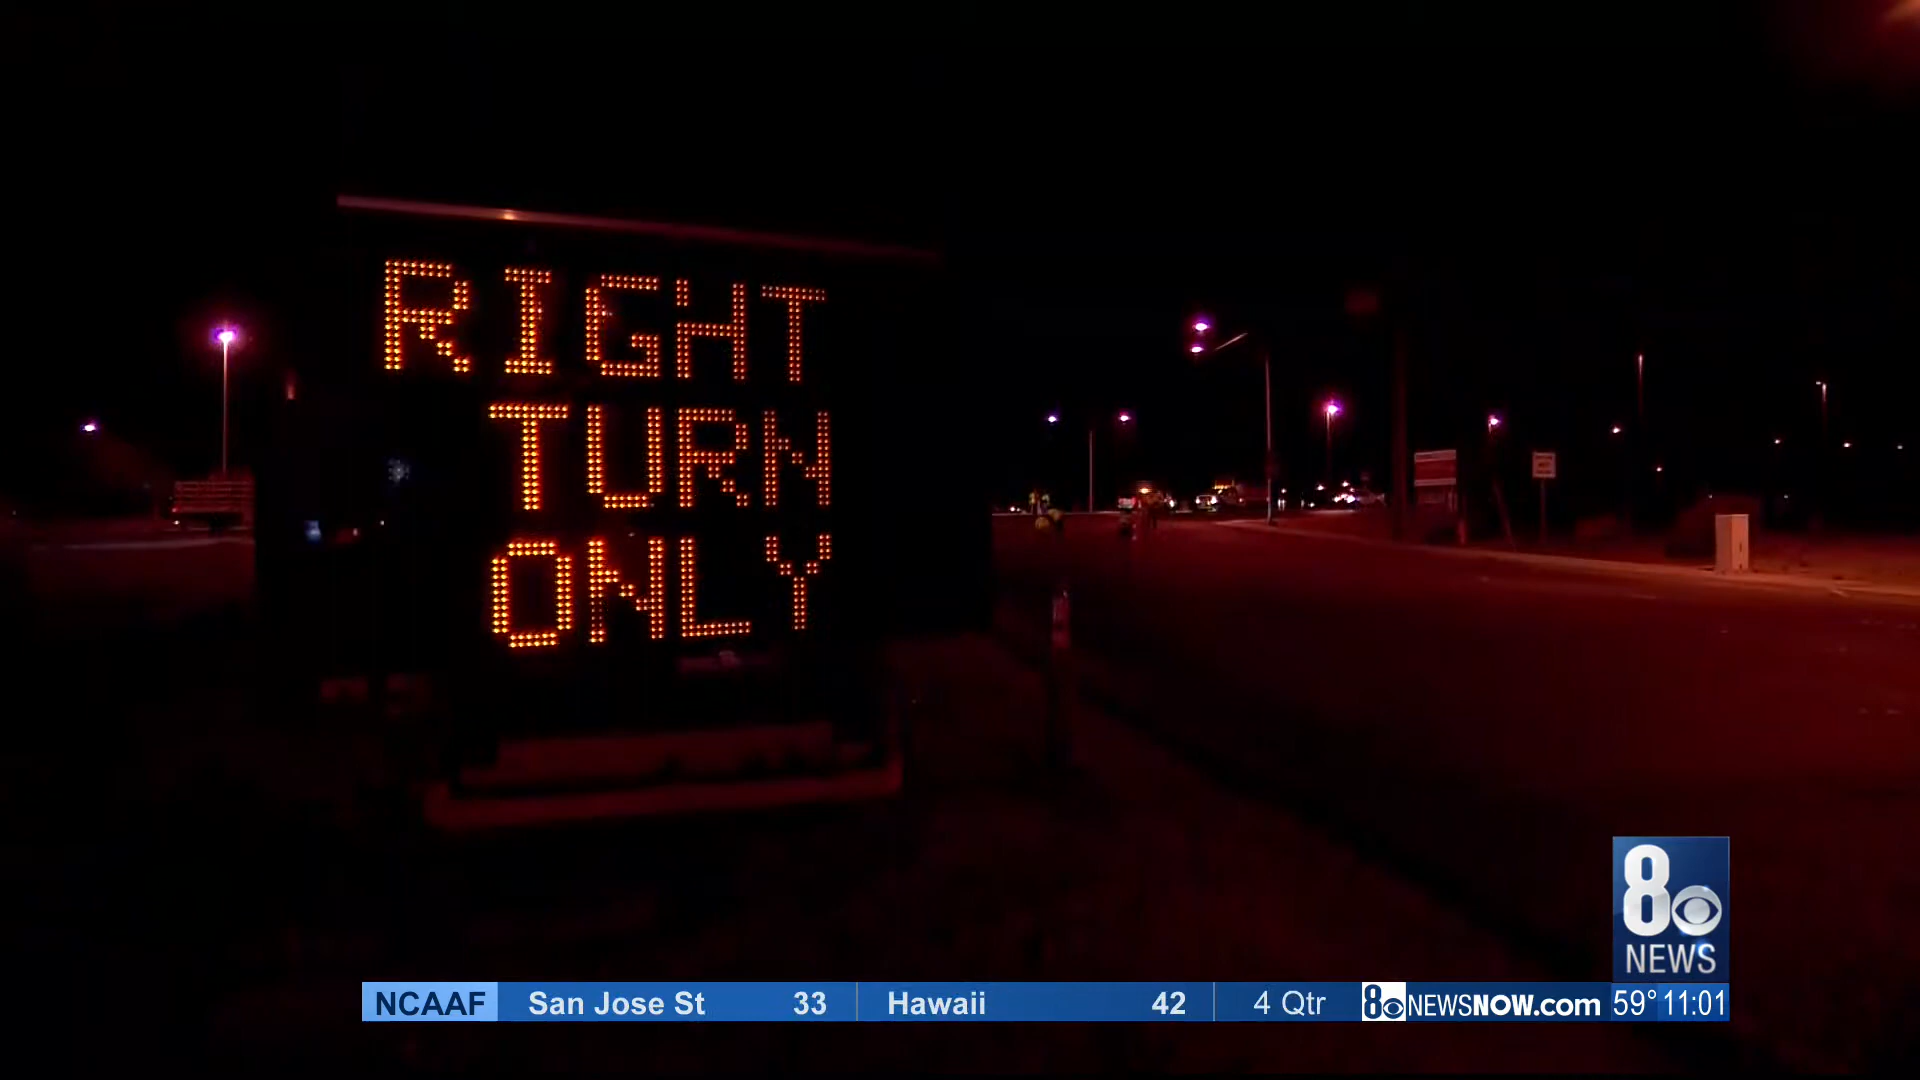 RIGHT
TURN
ONLY
8 NEWS
NCAAF San Jose St 33 Hawaii 42 4 Qtr 8NEWSNOW.com 59° 11:01